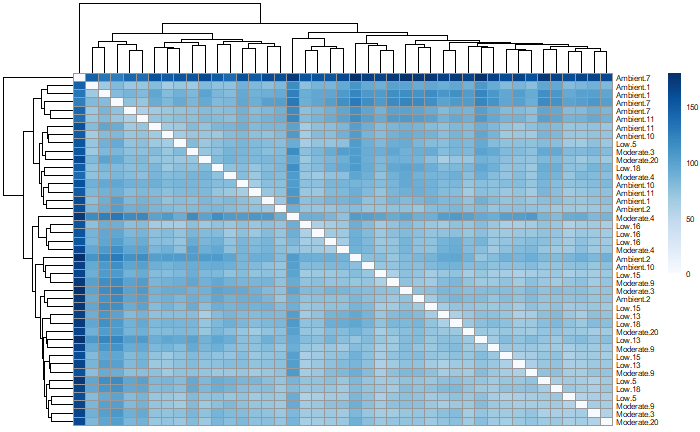 Ambient.7
Ambient.1
Ambient.1
Ambient.7
Ambient.7
Ambient.11
Ambient.11
Ambient.10
Low.5
Moderate.3
Moderate.20
Low.18
Moderate.4
Ambient.10
Ambient.11
Ambient.1
Ambient.2
Moderate.4
Low.16
Low.16
Low.16
Moderate.4
Ambient.2
Ambient.10
Low.15
Moderate.9
Moderate.3
Ambient.2
Low.15
Low.13
Low.18
Moderate.20
Low.13
Moderate.9
Low.15
Low.13
Moderate.9
Low.5
Low.18
Low.5
Moderate.9
Moderate.3
Moderate.20
150
100
50
0